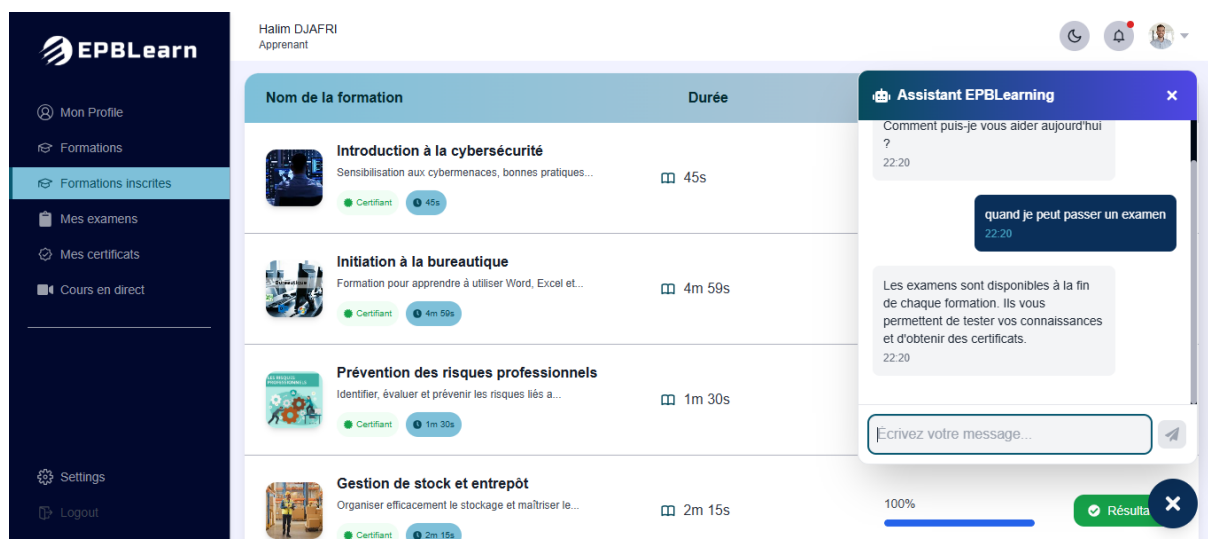 EPBLearn
Mon Profile
Formations
Formations inscrites
Mes examens
Mes certificats
Cours en direct
Settings
Logout
Halim DJAFRI
Apprenant
Nom de la formation
Durée
Introduction à la cybersécurité
Sensibilisation aux cybermenaces, bonnes pratiques...
Certifiant
45s
45s
Initiation à la bureautique
Formation pour apprendre à utiliser Word, Excel et...
Certifiant
4m 59s
4m 59s
Prévention des risques professionnels
Identifier, évaluer et prévenir les risques liés a...
Certifiant
1m 30s
1m 30s
Gestion de stock et entrepôt
Organiser efficacement le stockage et maîtriser le...
Certifiant
2m 15s
2m 15s
100%
Résulta
Assistant EPBLearning
Comment puis-je vous aider aujourd'hui
?
22:20
quand je peut passer un examen
22:20
Les examens sont disponibles à la fin
de chaque formation. Ils vous
permettent de tester vos connaissances
et d'obtenir des certificats.
22:20
Écrivez votre message...